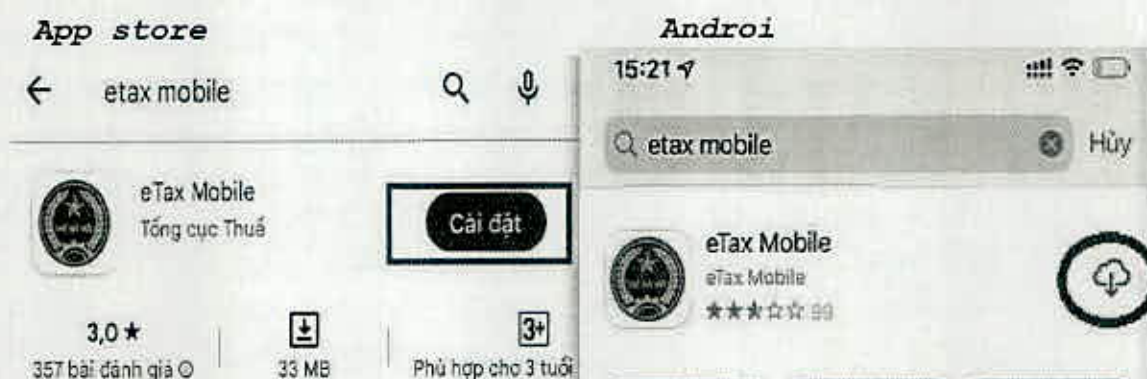 App store
etax mobile
eTax Mobile
Tổng cục Thuế
Cài đặt
3,0★
357 bài đánh giá
33 MB
3+
Phù hợp cho 3 tuổi
Androi
15:21
etax mobile
Hủy
eTax Mobile
eTax Mobile
★★★☆☆ 99